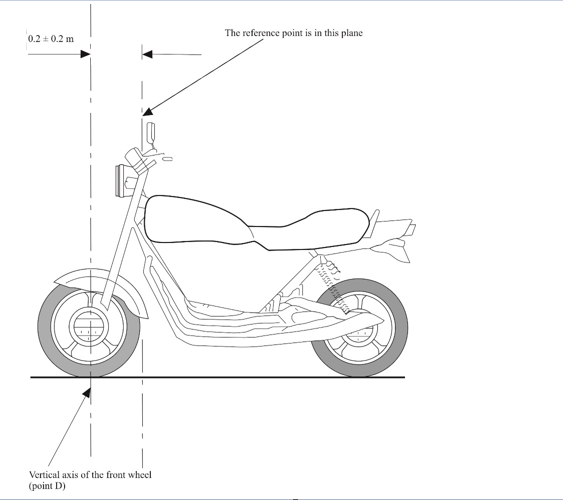 The reference point is in this plane
0.2 ± 0.2 m
Vertical axis of the front wheel
(point D)